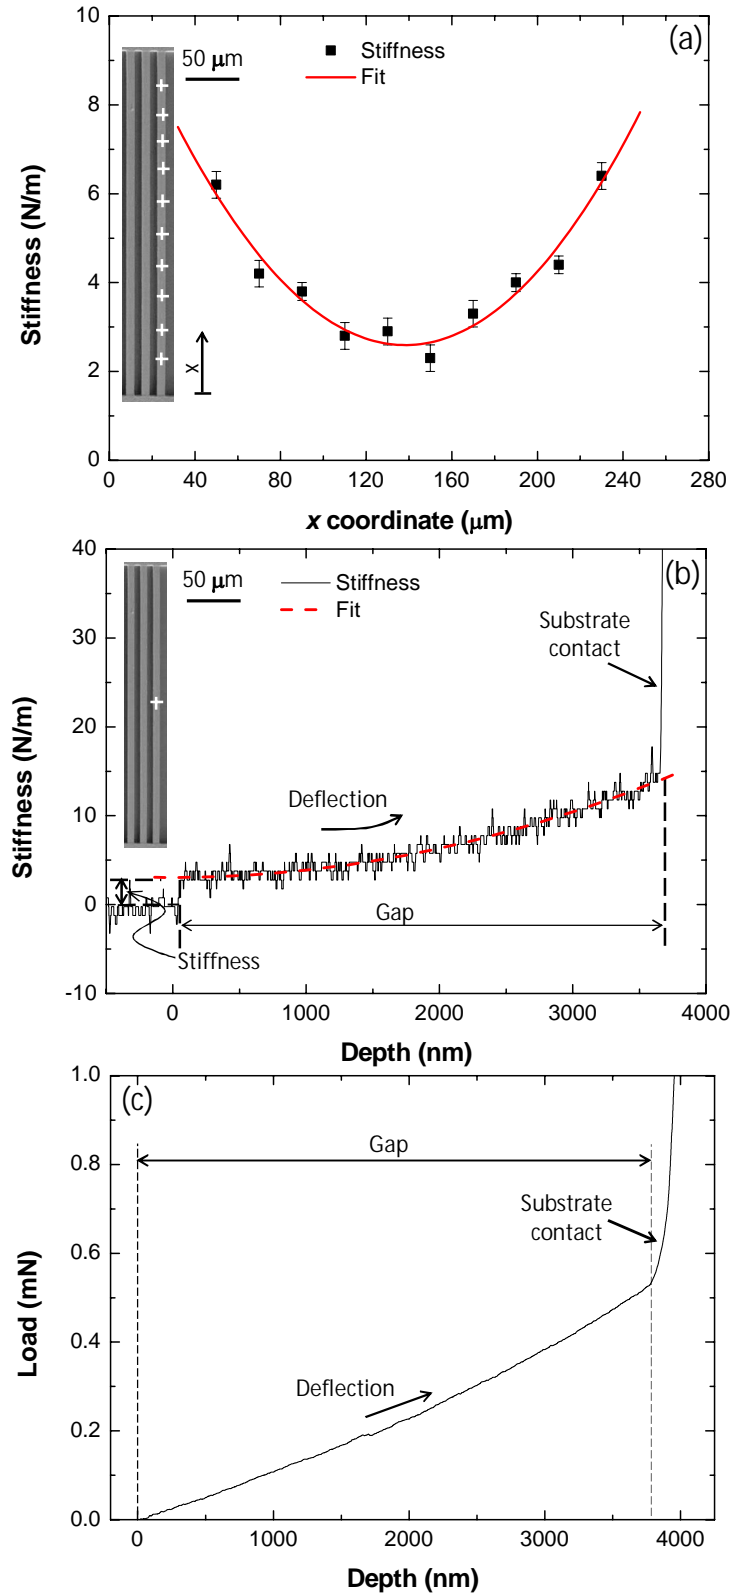 10
8
6
4
2
0
Stiffness (N/m)
(a)
50 μm
Stiffness
Fit
x
0 40 80 120 160 200 240 280
x coordinate (μm)
40
30
20
10
0
-10
Stiffness (N/m)
(b)
50 μm
Stiffness
Fit
Substrate
contact
Deflection
Gap
Stiffness
0 1000 2000 3000 4000
Depth (nm)
1.0
0.8
0.6
0.4
0.2
0.0
Load (mN)
(c)
Gap
Substrate
contact
Deflection
0 1000 2000 3000 4000
Depth (nm)